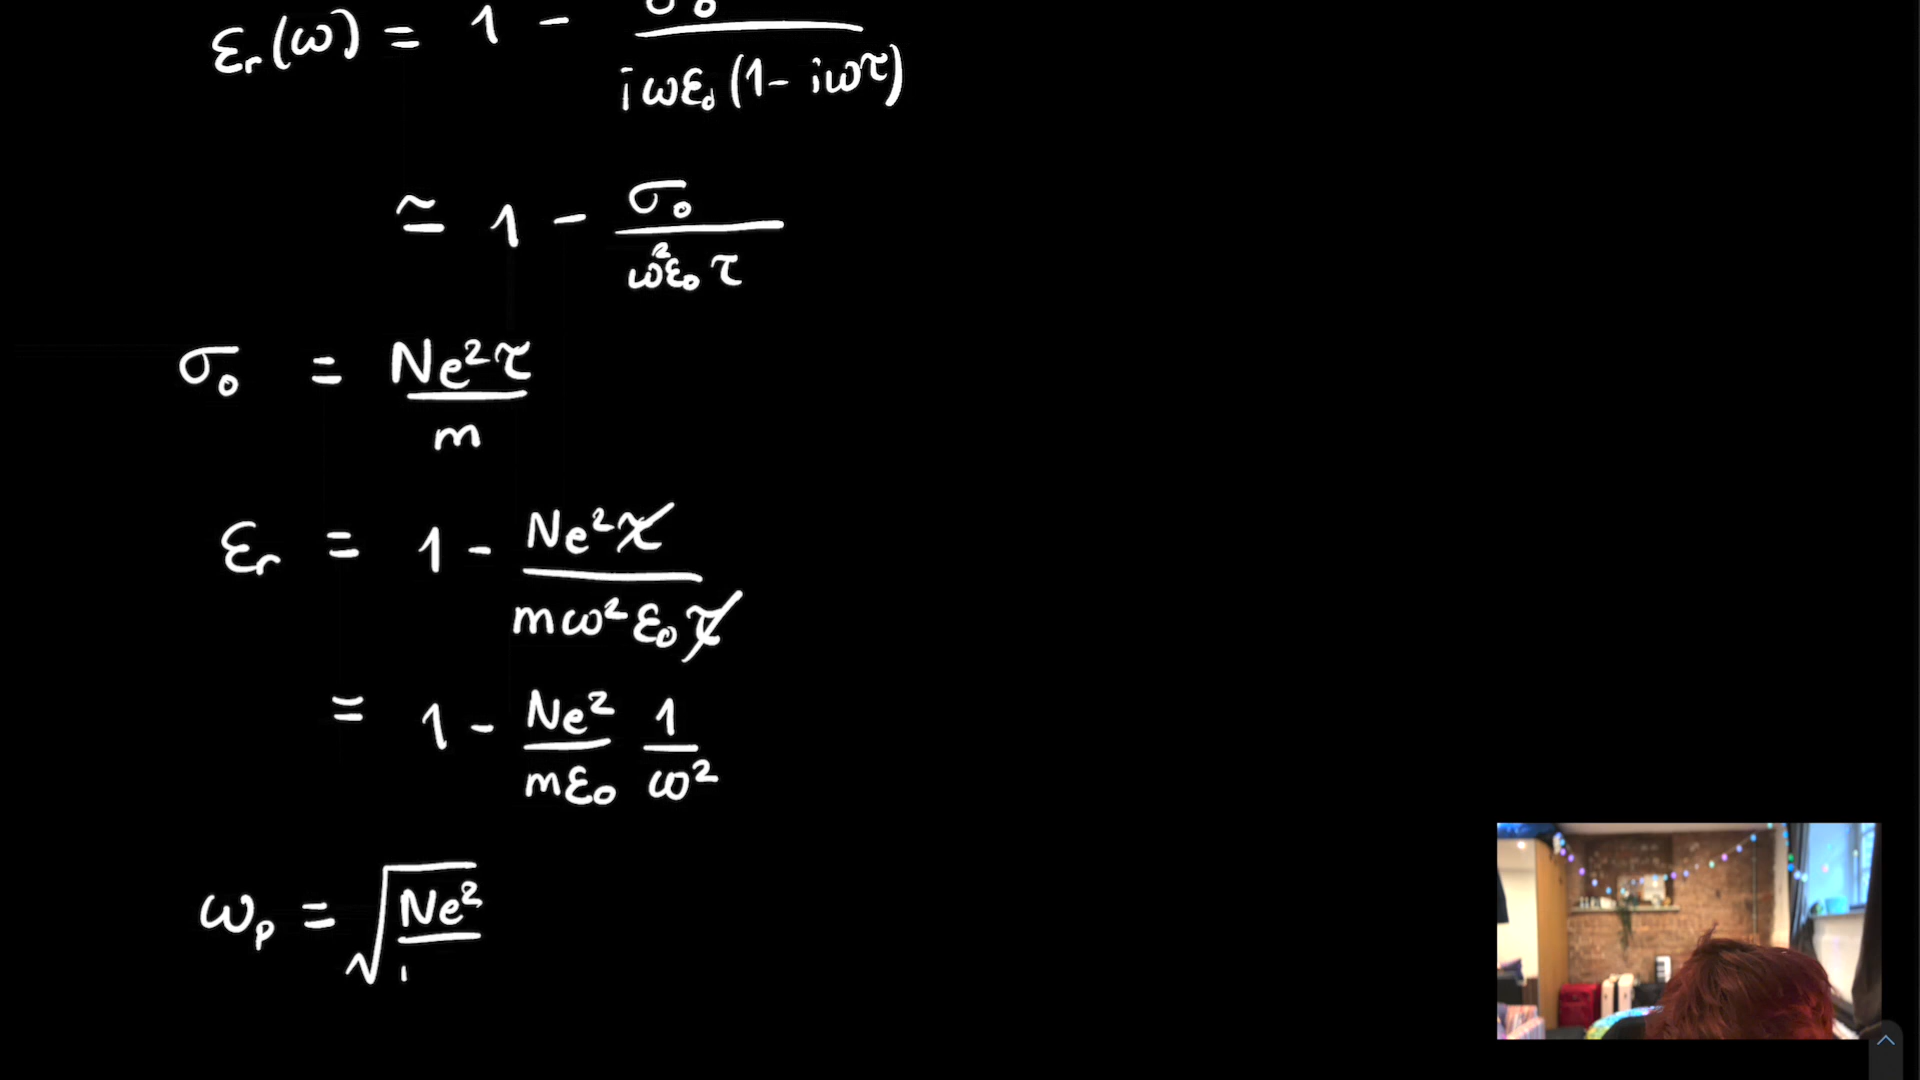 εᵣ(ω) = 1 - σ₀ / iωε₀(1 - iωτ)
≃ 1 - σ₀ / ω²ε₀τ
σ₀ = Ne²τ / m
εᵣ = 1 - Ne²τ / mω²ε₀τ
= 1 - Ne² / mε₀ 1 / ω²
ωₚ = √Ne² /